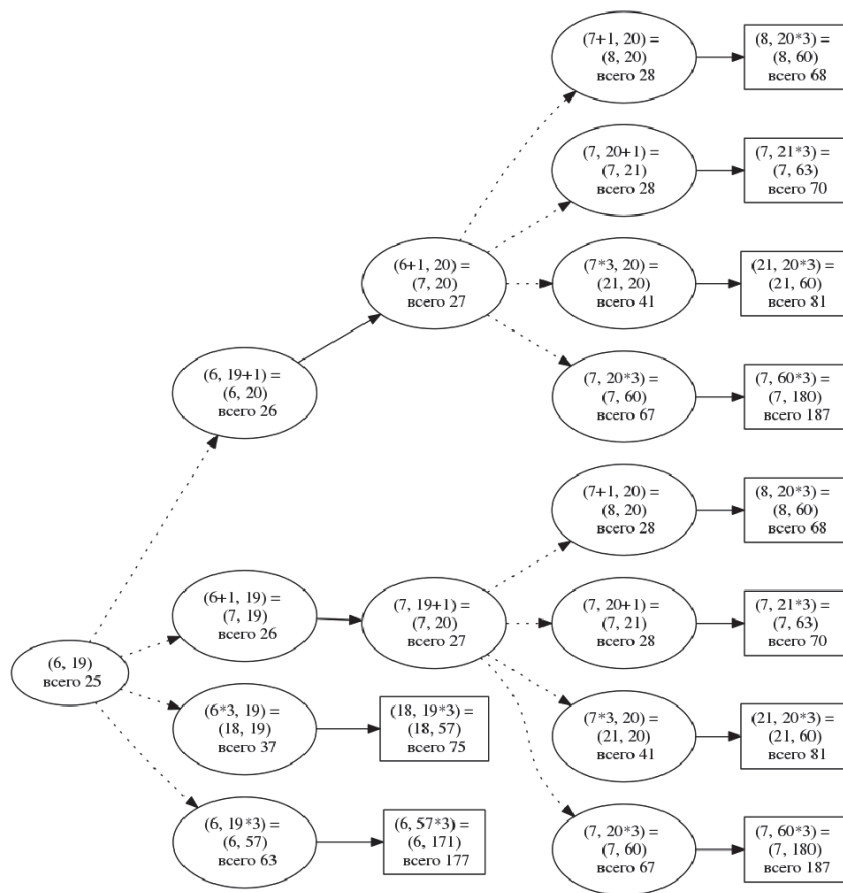 (7+1, 20) =
(8, 20)
всего 28
(8, 20*3) =
(8, 60)
всего 68
(7, 20+1) =
(7, 21)
всего 28
(7, 21*3) =
(7, 63)
всего 70
(6+1, 20) =
(7, 20)
всего 27
(7*3, 20) =
(21, 20)
всего 41
(21, 20*3) =
(21, 60)
всего 81
(6, 19+1) =
(6, 20)
всего 26
(7, 20*3) =
(7, 60)
всего 67
(7, 60*3) =
(7, 180)
всего 187
(7+1, 20) =
(8, 20)
всего 28
(8, 20*3) =
(8, 60)
всего 68
(6+1, 19) =
(7, 19)
всего 26
(7, 19+1) =
(7, 20)
всего 27
(7, 20+1) =
(7, 21)
всего 28
(7, 21*3) =
(7, 63)
всего 70
(6, 19)
всего 25
(6*3, 19) =
(18, 19)
всего 37
(18, 19*3) =
(18, 57)
всего 75
(7*3, 20) =
(21, 20)
всего 41
(21, 20*3) =
(21, 60)
всего 81
(6, 19*3) =
(6, 57)
всего 63
(6, 57*3) =
(6, 171)
всего 177
(7, 20*3) =
(7, 60)
всего 67
(7, 60*3) =
(7, 180)
всего 187